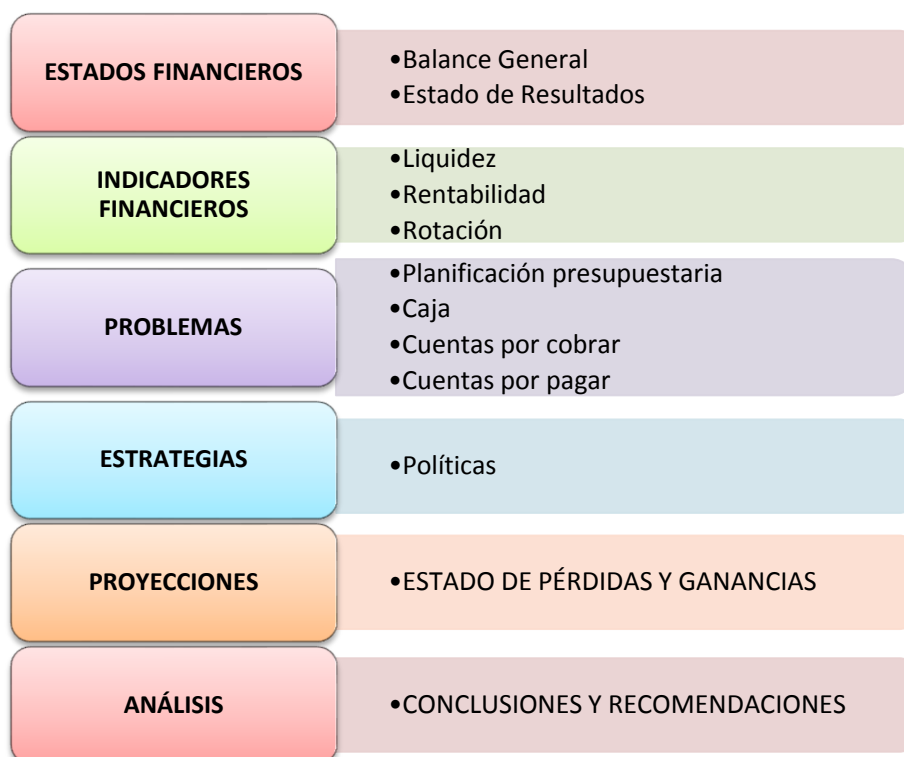 ESTADOS FINANCIEROS
•Balance General
•Estado de Resultados
INDICADORES
FINANCIEROS
•Liquidez
•Rentabilidad
•Rotación
PROBLEMAS
•Planificación presupuestaria
•Caja
•Cuentas por cobrar
•Cuentas por pagar
ESTRATEGIAS
•Políticas
PROYECCIONES
•ESTADO DE PÉRDIDAS Y GANANCIAS
ANÁLISIS
•CONCLUSIONES Y RECOMENDACIONES